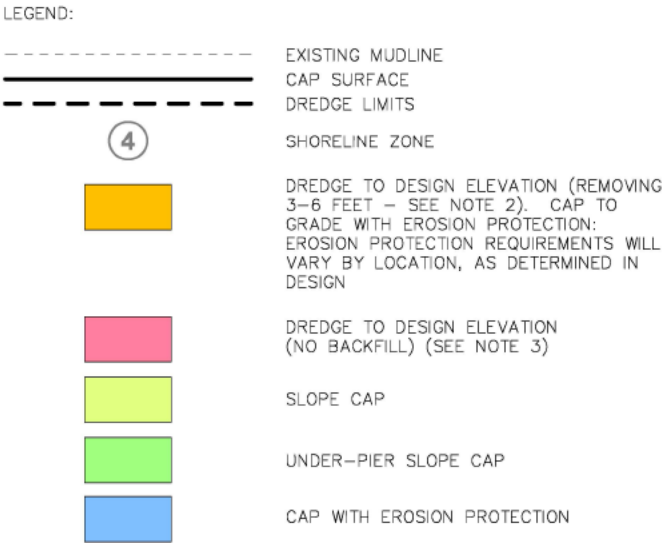 LEGEND:
EXISTING MUDLINE
CAP SURFACE
DREDGE LIMITS
4
SHORELINE ZONE
DREDGE TO DESIGN ELEVATION (REMOVING
3–6 FEET – SEE NOTE 2).  CAP TO
GRADE WITH EROSION PROTECTION:
EROSION PROTECTION REQUIREMENTS WILL
VARY BY LOCATION, AS DETERMINED IN
DESIGN
DREDGE TO DESIGN ELEVATION
(NO BACKFILL) (SEE NOTE 3)
SLOPE CAP
UNDER–PIER SLOPE CAP
CAP WITH EROSION PROTECTION